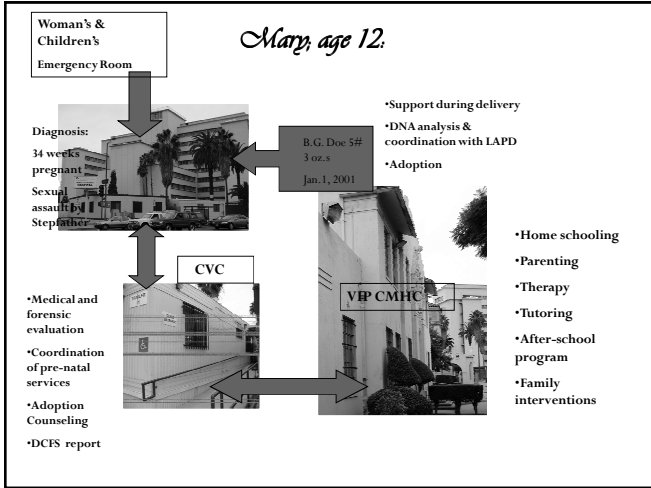 Woman's &
Children's
Emergency Room
Mary; age 12:
Diagnosis:
34 weeks
pregnant
Sexual
assault by
Stepfather
B.G. Doe 5#
3 oz.s
Jan.1, 2001
•Support during delivery
•DNA analysis &
coordination with LAPD
•Adoption
CVC
•Medical and
forensic
evaluation
•Coordination
of pre-natal
services
•Adoption
Counseling
•DCFS report
VIP CMHC
•Home schooling
•Parenting
•Therapy
•Tutoring
•After-school
program
•Family
interventions